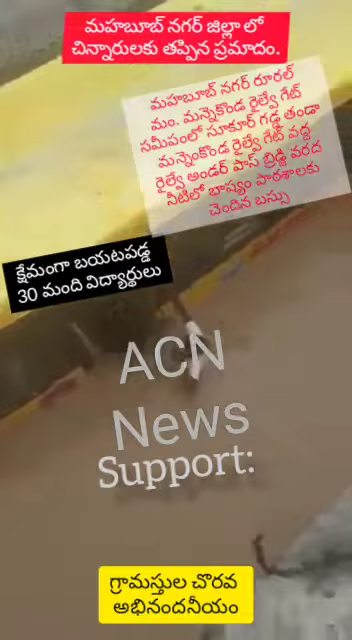 మహబూబ్ నగర్ జిల్లా లో
చిన్నారులకు తప్పిన ప్రమాదం.
మహబూబ్ నగర్ రూరల్
మం. మన్నెకొండ రైల్వే గేట్
సమీపంలో సూకూర్ గడ్డ తండా
మన్నెంకొండ రైల్వే గేట్ వద్ద
రైల్వే అండర్ పాస్ బ్రిడ్జి వరద
నీటిలో భాష్యం పాఠశాలకు
చెందిన బస్సు
క్షేమంగా బయటపడ్డ
30 మంది విద్యార్థులు
ACN
News
Support:
గ్రామస్తుల చొరవ
అభినందనీయం